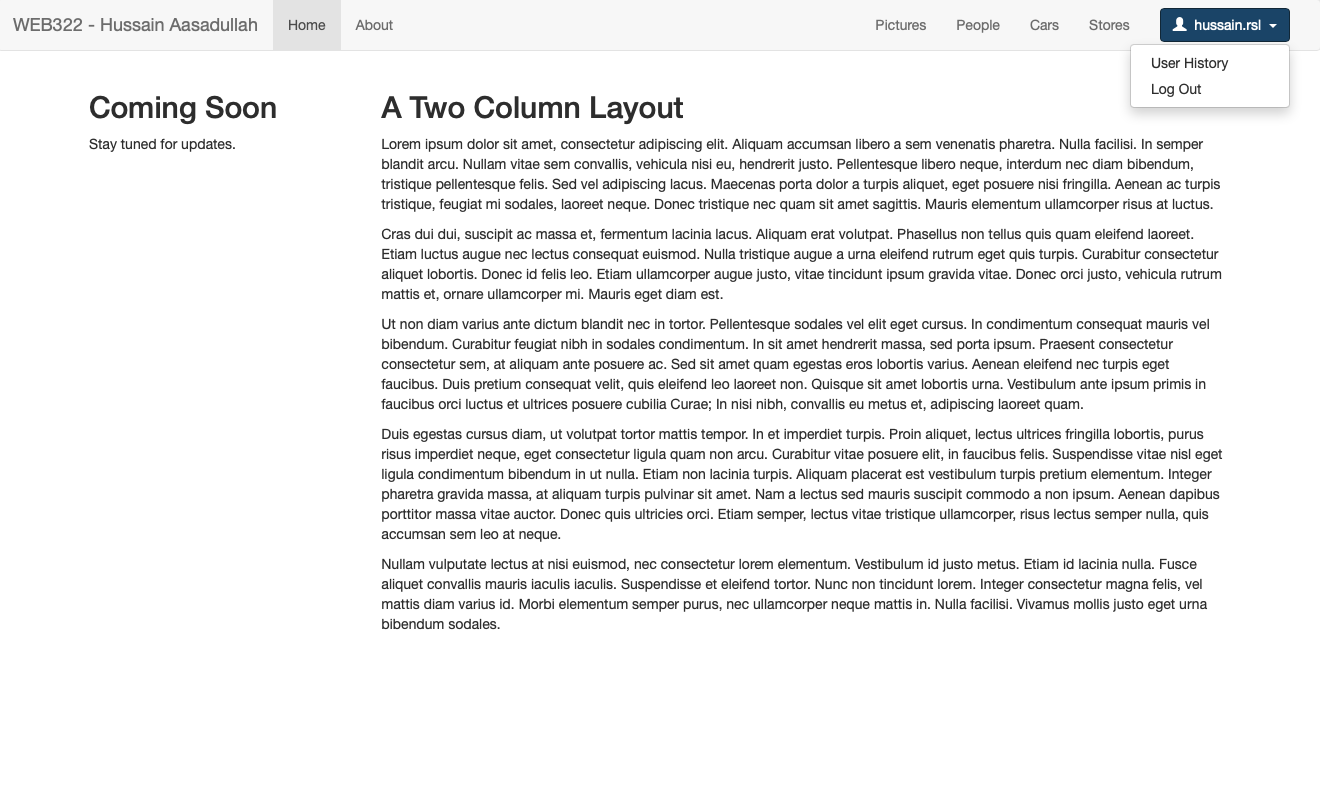 WEB322 - Hussain Aasadullah Home About Pictures People Cars Stores hussain.rsl
User History
Log Out
Coming Soon
Stay tuned for updates.
A Two Column Layout
Lorem ipsum dolor sit amet, consectetur adipiscing elit. Aliquam accumsan libero a sem venenatis pharetra. Nulla facilisi. In semper
blandit arcu. Nullam vitae sem convallis, vehicula nisi eu, hendrerit justo. Pellentesque libero neque, interdum nec diam bibendum,
tristique pellentesque felis. Sed vel adipiscing lacus. Maecenas porta dolor a turpis aliquet, eget posuere nisi fringilla. Aenean ac turpis
tristique, feugiat mi sodales, laoreet neque. Donec tristique nec quam sit amet sagittis. Mauris elementum ullamcorper risus at luctus.
Cras dui dui, suscipit ac massa et, fermentum lacinia lacus. Aliquam erat volutpat. Phasellus non tellus quis quam eleifend laoreet.
Etiam luctus augue nec lectus consequat euismod. Nulla tristique augue a urna eleifend rutrum eget quis turpis. Curabitur consectetur
aliquet lobortis. Donec id felis leo. Etiam ullamcorper augue justo, vitae tincidunt ipsum gravida vitae. Donec orci justo, vehicula rutrum
mattis et, ornare ullamcorper mi. Mauris eget diam est.
Ut non diam varius ante dictum blandit nec in tortor. Pellentesque sodales vel elit eget cursus. In condimentum consequat mauris vel
bibendum. Curabitur feugiat nibh in sodales condimentum. In sit amet hendrerit massa, sed porta ipsum. Praesent consectetur
consectetur sem, at aliquam ante posuere ac. Sed sit amet quam egestas eros lobortis varius. Aenean eleifend nec turpis eget
faucibus. Duis pretium consequat velit, quis eleifend leo laoreet non. Quisque sit amet lobortis urna. Vestibulum ante ipsum primis in
faucibus orci luctus et ultrices posuere cubilia Curae; In nisi nibh, convallis eu metus et, adipiscing laoreet quam.
Duis egestas cursus diam, ut volutpat tortor mattis tempor. In et imperdiet turpis. Proin aliquet, lectus ultrices fringilla lobortis, purus
risus imperdiet neque, eget consectetur ligula quam non arcu. Curabitur vitae posuere elit, in faucibus felis. Suspendisse vitae nisl eget
ligula condimentum bibendum in ut nulla. Etiam non lacinia turpis. Aliquam placerat est vestibulum turpis pretium elementum. Integer
pharetra gravida massa, at aliquam turpis pulvinar sit amet. Nam a lectus sed mauris suscipit commodo a non ipsum. Aenean dapibus
porttitor massa vitae auctor. Donec quis ultricies orci. Etiam semper, lectus vitae tristique ullamcorper, risus lectus semper nulla, quis
accumsan sem leo at neque.
Nullam vulputate lectus at nisi euismod, nec consectetur lorem elementum. Vestibulum id justo metus. Etiam id lacinia nulla. Fusce
aliquet convallis mauris iaculis iaculis. Suspendisse et eleifend tortor. Nunc non tincidunt lorem. Integer consectetur magna felis, vel
mattis diam varius id. Morbi elementum semper purus, nec ullamcorper neque mattis in. Nulla facilisi. Vivamus mollis justo eget urna
bibendum sodales.